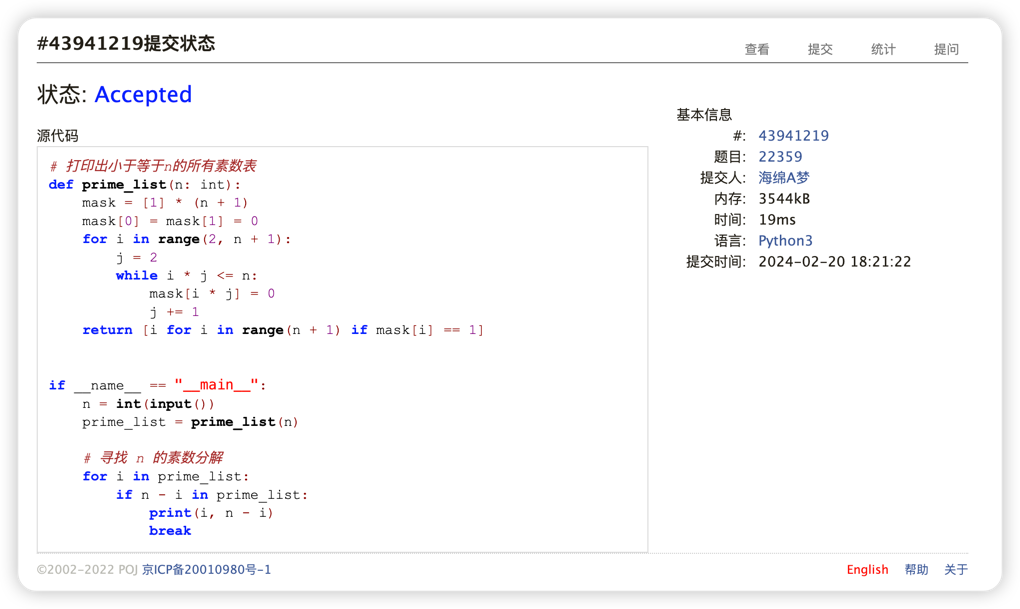 #43941219提交状态
查看 提交 统计 提问
状态: Accepted
源代码
# 打印出小于等于n的所有素数表
def prime_list(n: int):
    mask = [1] * (n + 1)
    mask[0] = mask[1] = 0
    for i in range(2, n + 1):
        j = 2
        while i * j <= n:
            mask[i * j] = 0
            j += 1
    return [i for i in range(n + 1) if mask[i] == 1]
if __name__ == "__main__":
    n = int(input())
    prime_list = prime_list(n)
    # 寻找 n 的素数分解
    for i in prime_list:
        if n - i in prime_list:
            print(i, n - i)
            break
基本信息
#: 43941219
题目: 22359
提交人: 海绵A梦
内存: 3544kB
时间: 19ms
语言: Python3
提交时间: 2024-02-20 18:21:22
©2002-2022 POJ 京ICP备20010980号-1
English 帮助 关于